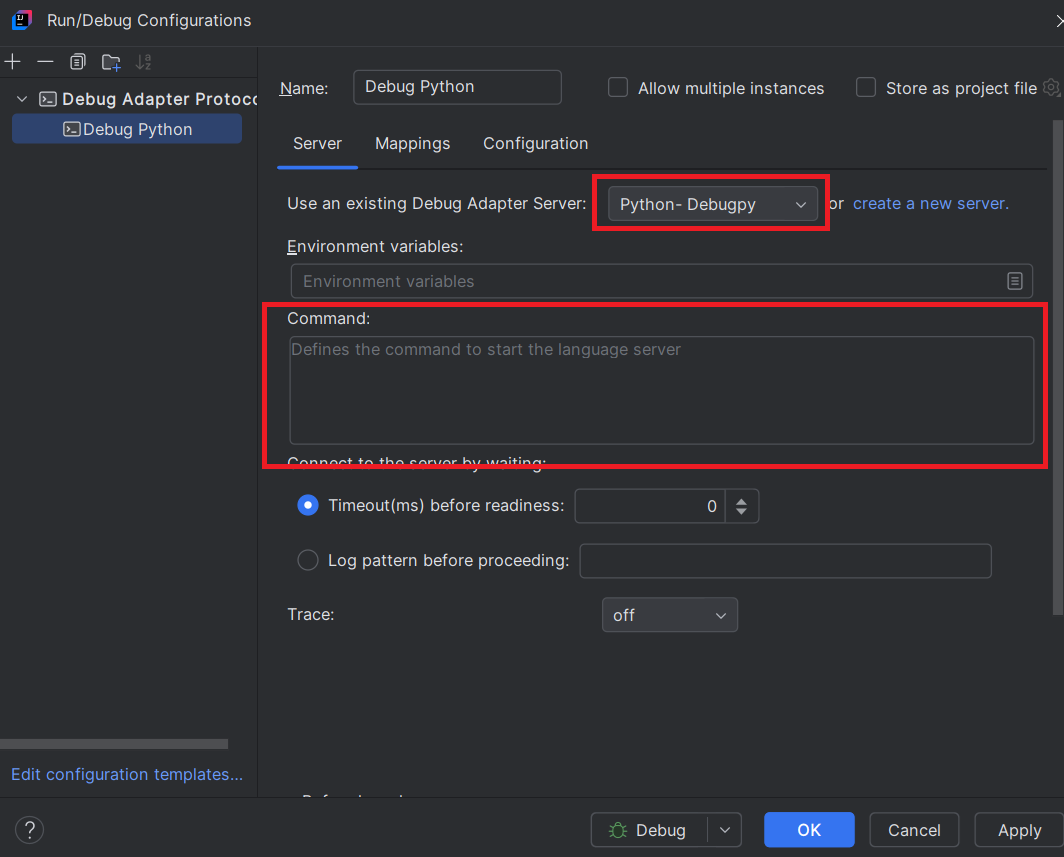 Run/Debug Configurations
Debug Adapter Protoco
Debug Python
Edit configuration templates...
Name: Debug Python Allow multiple instances Store as project file
Server Mappings Configuration
Use an existing Debug Adapter Server: Python- Debugpy or create a new server.
Environment variables:
Environment variables
Command:
Defines the command to start the language server
Connect to the server by waiting:
Timeout(ms) before readiness: 0
Log pattern before proceeding:
Trace: off
? Debug OK Cancel Apply